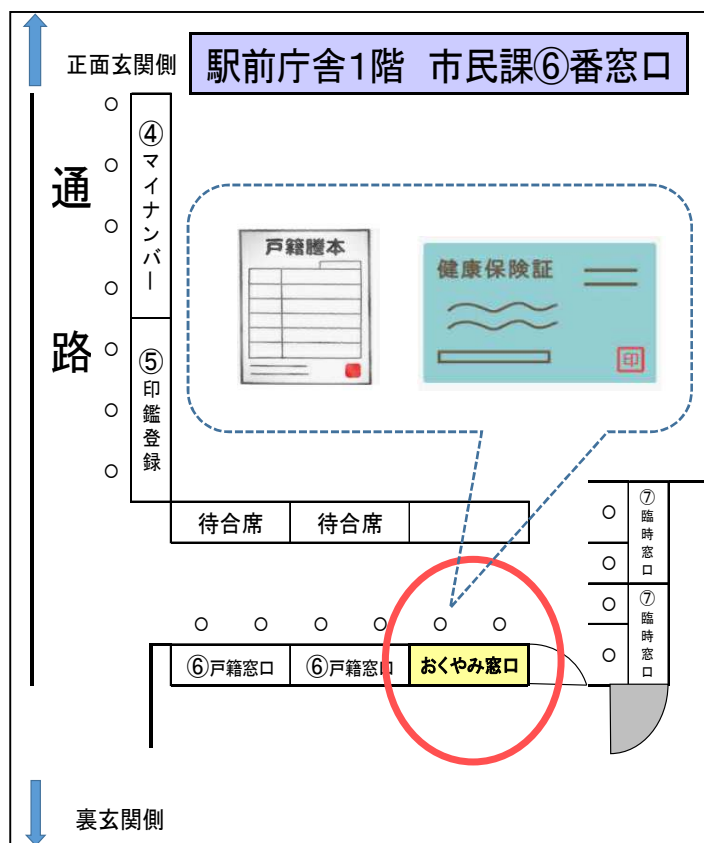 正面玄関側
駅前庁舎1階 市民課⑥番窓口
通路
④マイナンバー
⑤印鑑登録
戸籍謄本
健康保険証
印
待合席
待合席
⑦臨時窓口
⑦臨時窓口
⑥戸籍窓口
⑥戸籍窓口
おくやみ窓口
裏玄関側